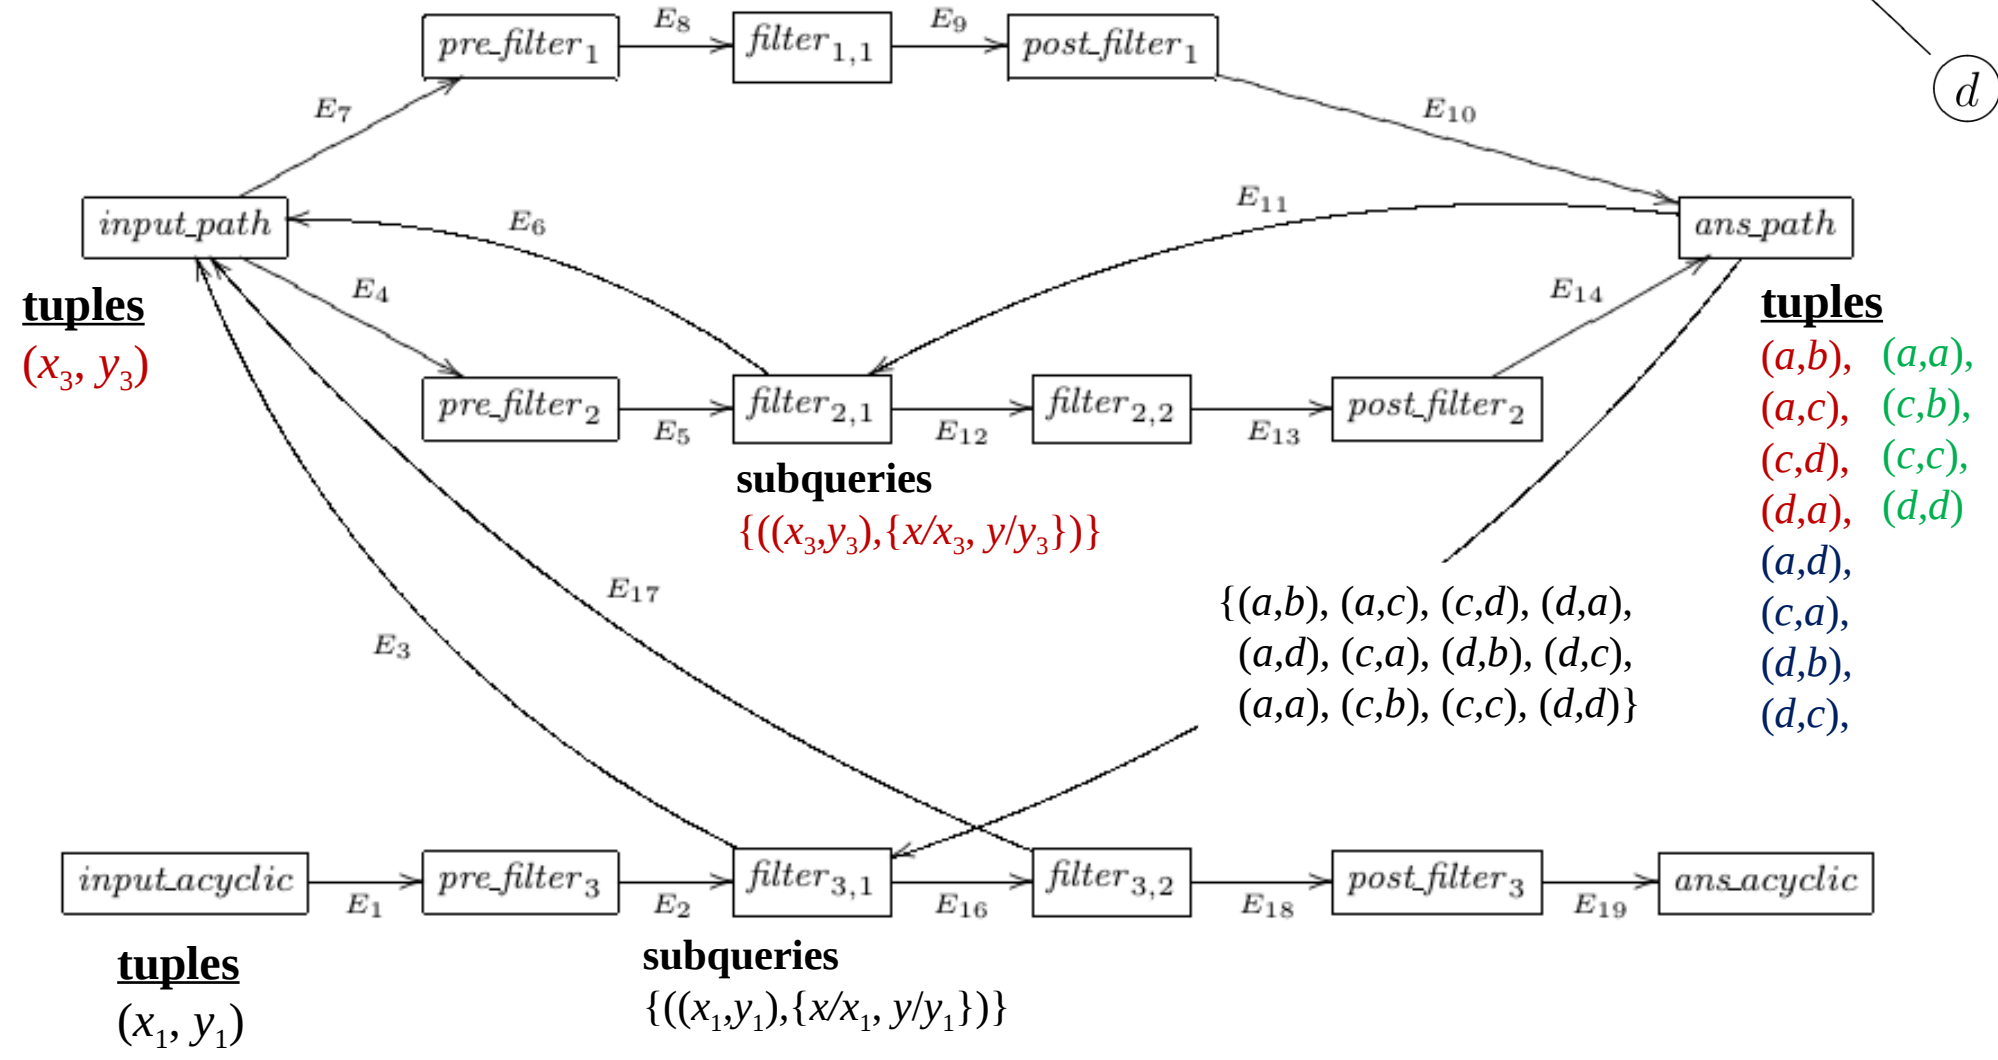 E₈
E₉
pre_filter₁
filter₁,₁
post_filter₁
d
E₇
E₁₀
E₁₁
input_path
E₆
ans_path
E₄
E₁₄
tuples
(x₃, y₃)
tuples
(a,b), (a,a),
(a,c), (c,b),
(c,d), (c,c),
(d,a), (d,d)
(a,d),
(c,a),
(d,b),
(d,c),
pre_filter₂
filter₂,₁
filter₂,₂
post_filter₂
E₅
E₁₂
E₁₃
subqueries
{((x₃,y₃),{x/x₃, y/y₃})}
E₁₇
E₃
{(a,b), (a,c), (c,d), (d,a),
(a,d), (c,a), (d,b), (d,c),
(a,a), (c,b), (c,c), (d,d)}
input_acyclic
pre_filter₃
filter₃,₁
filter₃,₂
post_filter₃
ans_acyclic
E₁
E₂
E₁₆
E₁₈
E₁₉
tuples
(x₁, y₁)
subqueries
{((x₁,y₁),{x/x₁, y/y₁})}